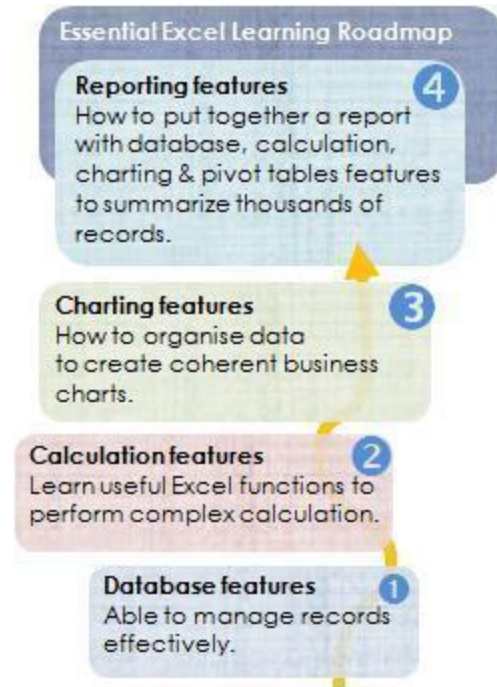 Essential Excel Learning Roadmap
Reporting features
4
How to put together a report
with database, calculation,
charting & pivot tables features
to summarize thousands of
records.
Charting features
3
How to organise data
to create coherent business
charts.
Calculation features
2
Learn useful Excel functions to
perform complex calculation.
Database features
1
Able to manage records
effectively.